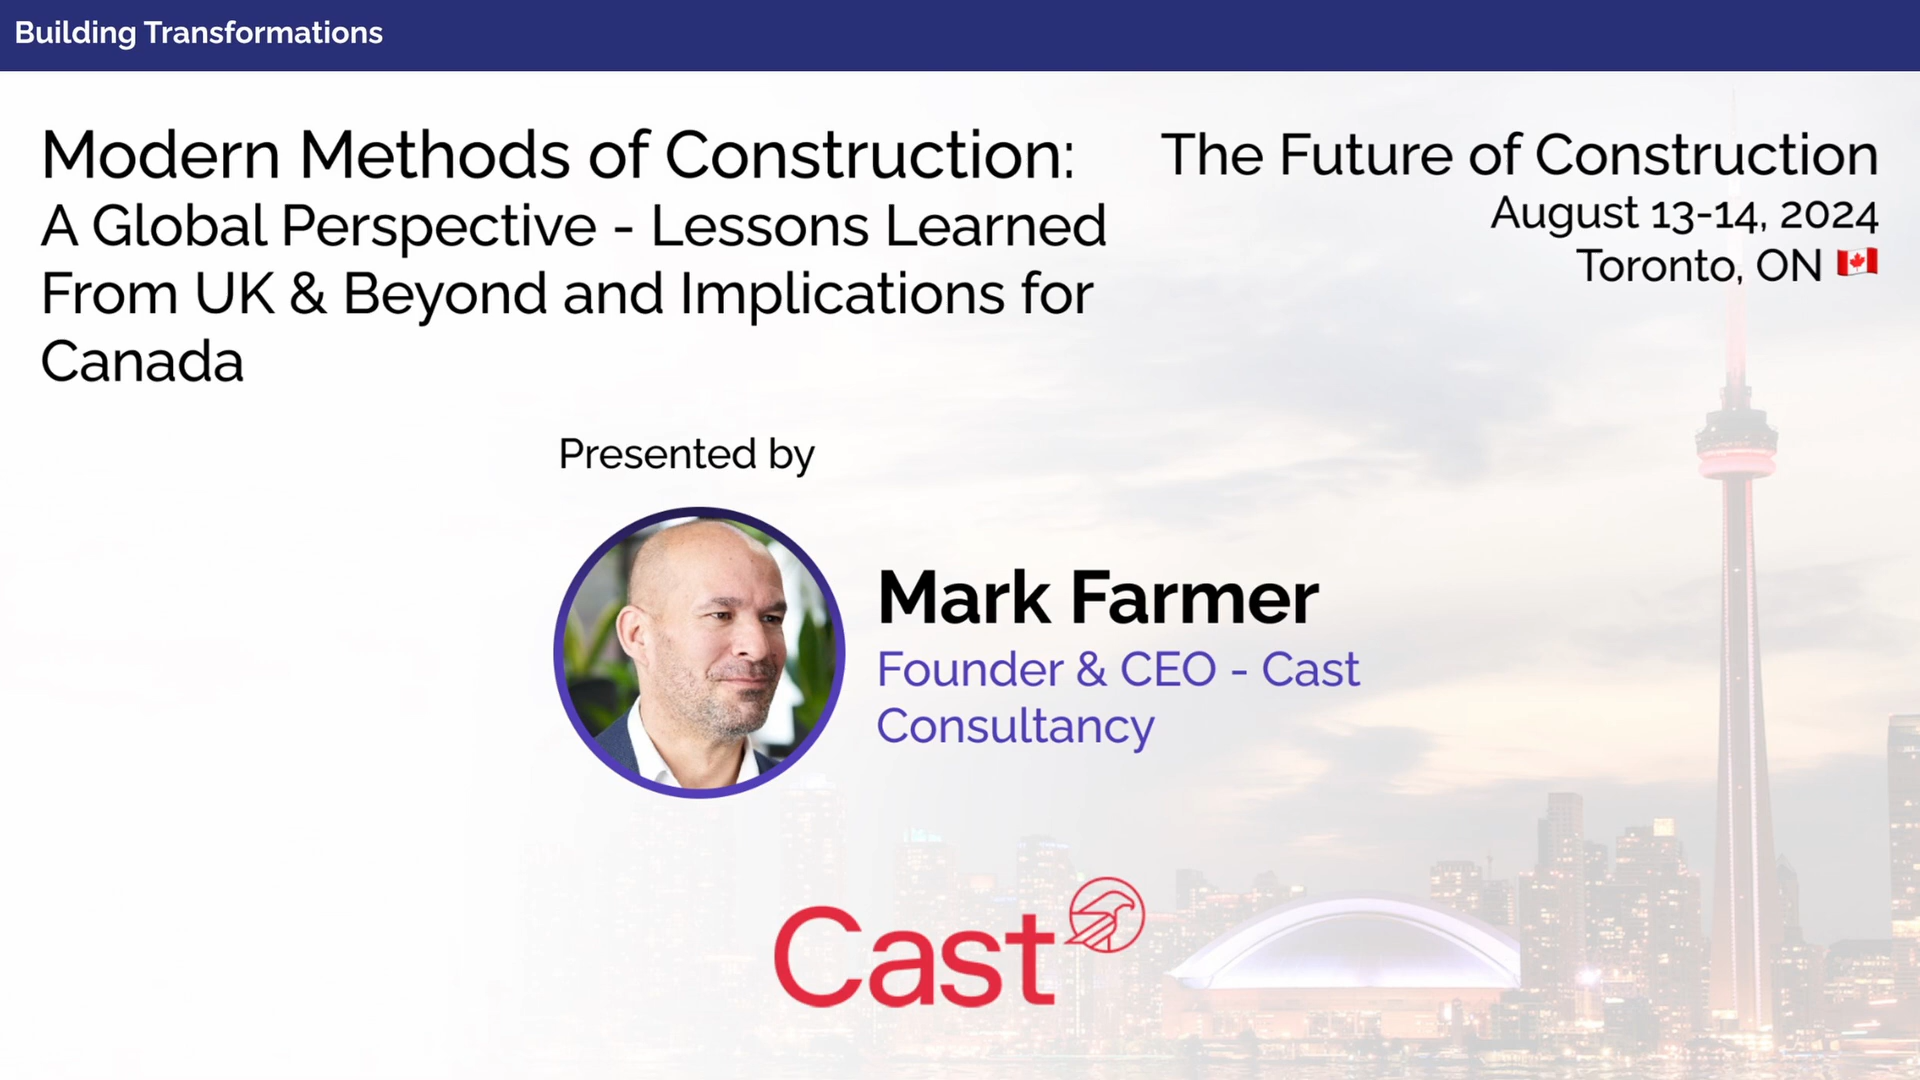 Building Transformations
Modern Methods of Construction:
A Global Perspective - Lessons Learned
From UK & Beyond and Implications for
Canada
The Future of Construction
August 13-14, 2024
Toronto, ON 🇨🇦
Presented by
Mark Farmer
Founder & CEO - Cast
Consultancy
Cast